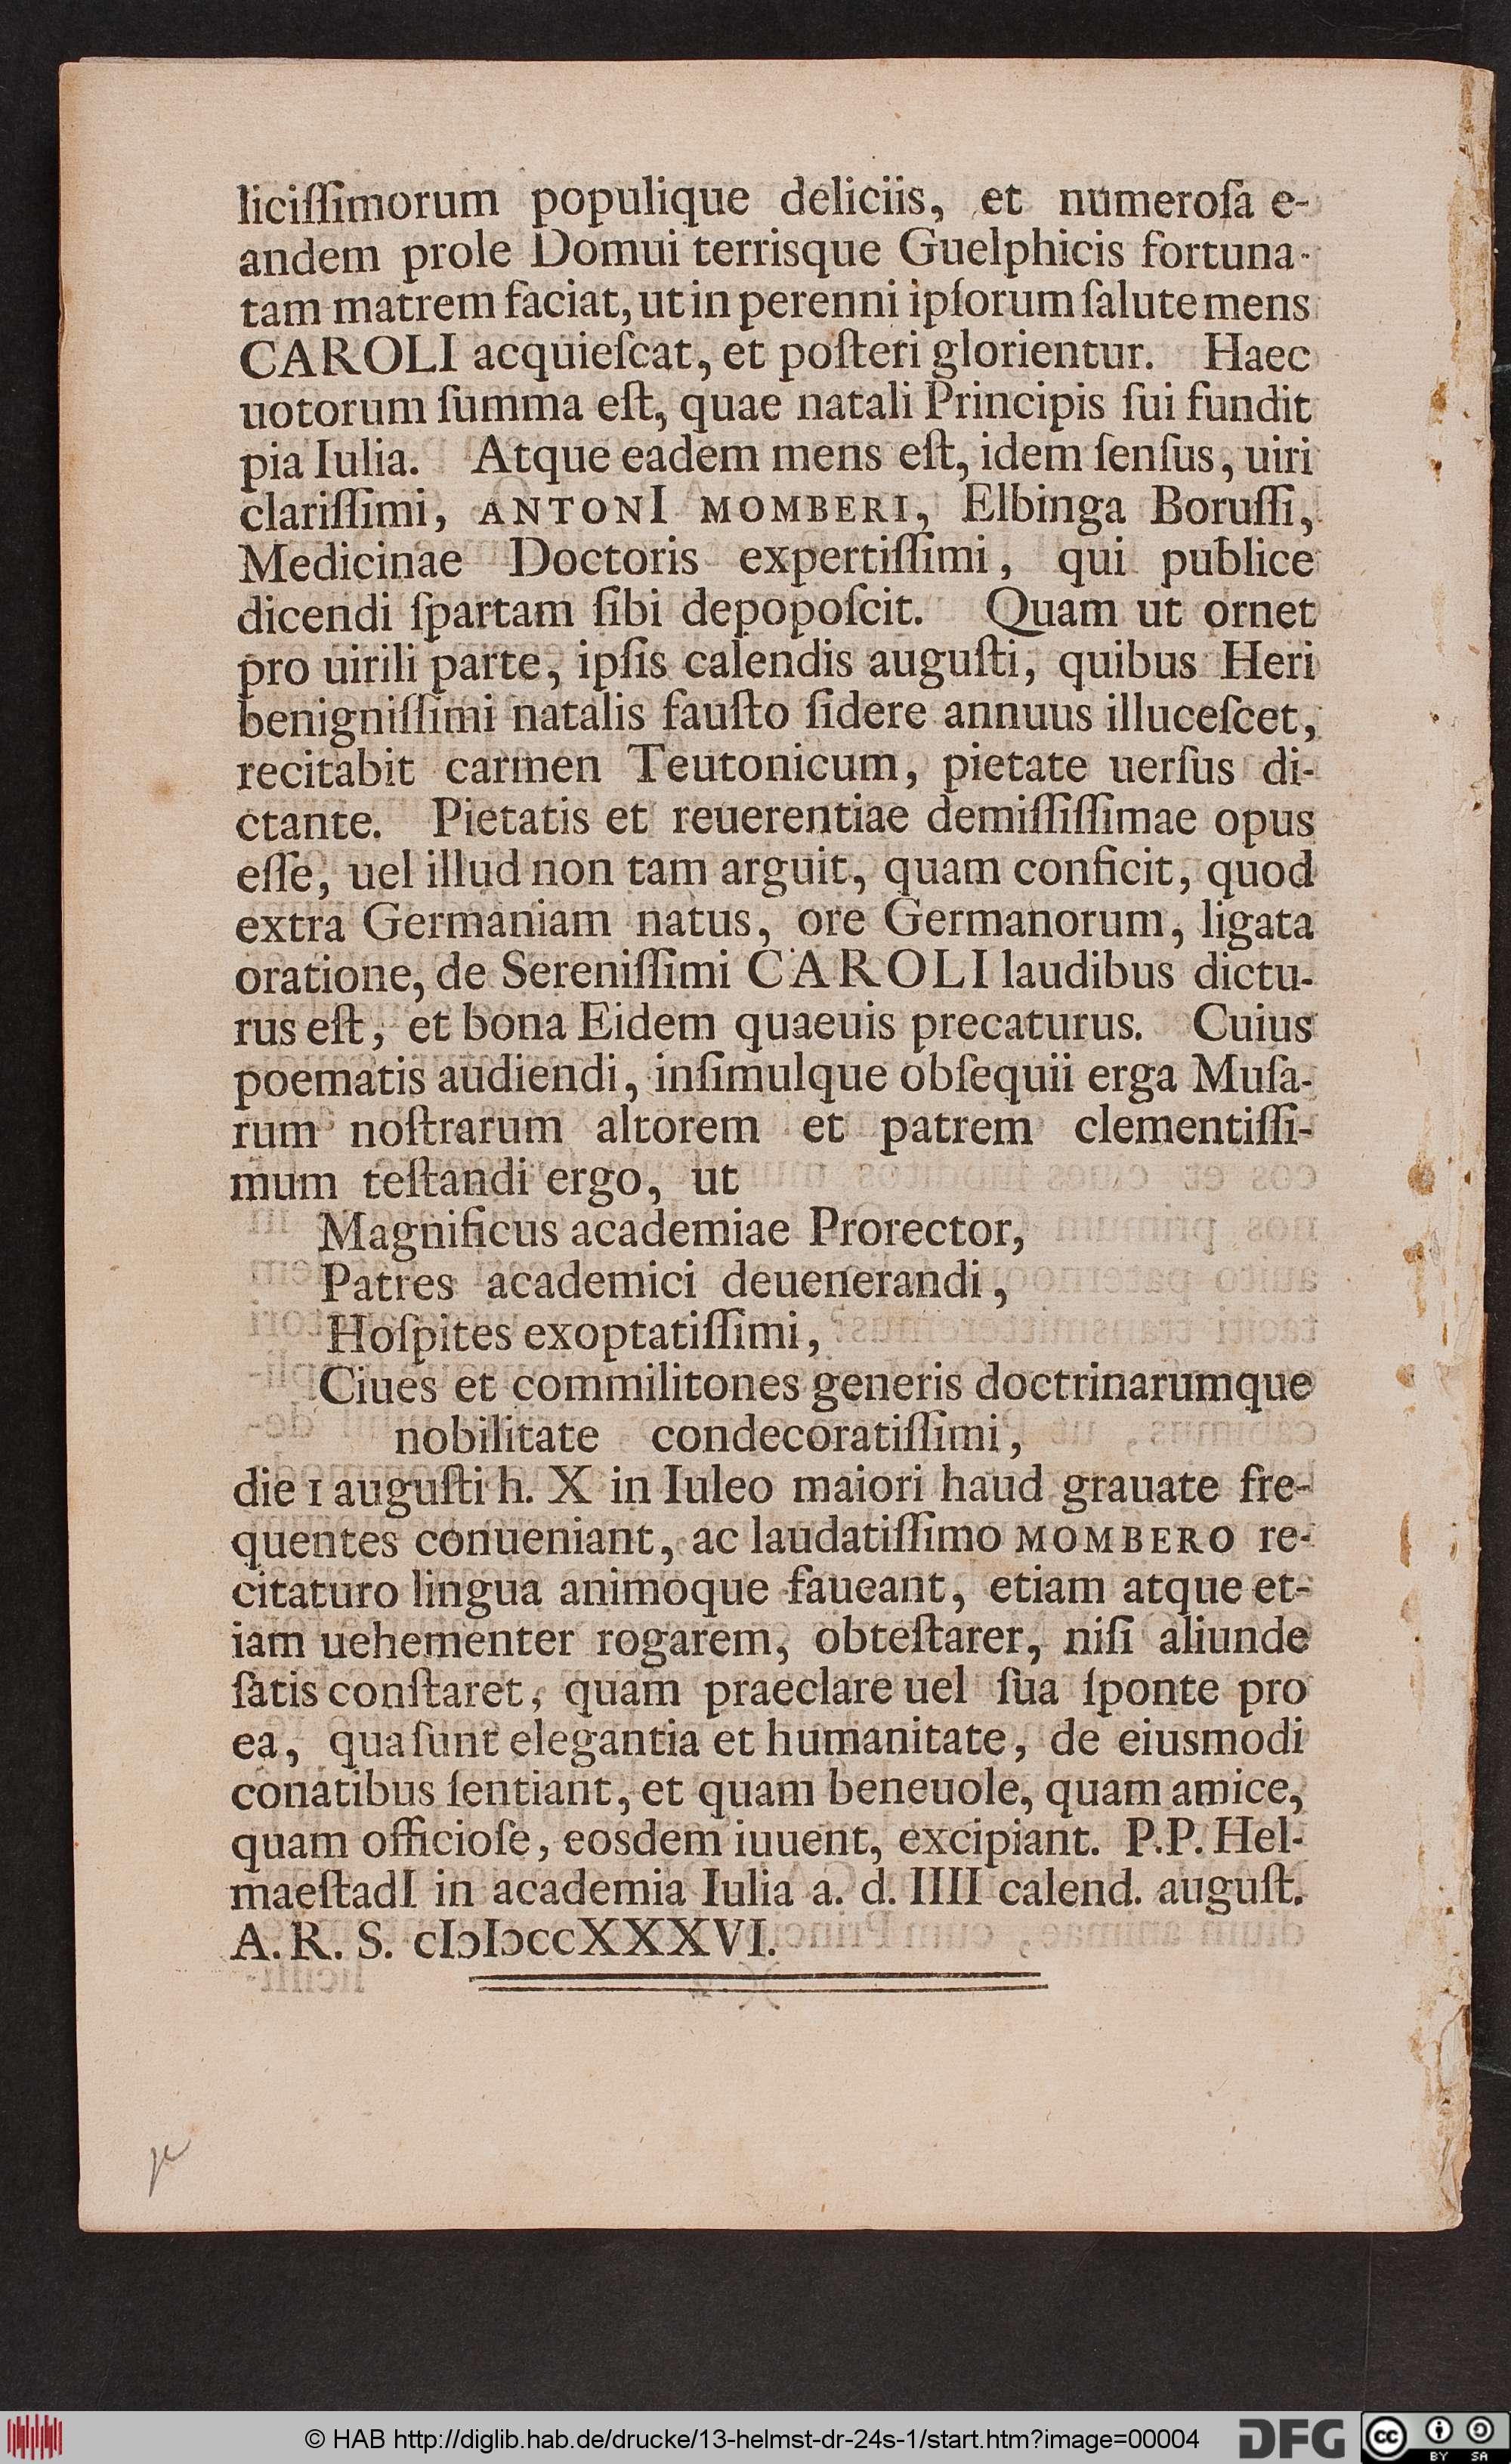 liciſſimorum populique deliciis, et numeroſa e-
andem prole Domui terrisque Guelphicis fortuna-
tam matrem faciat, ut in perenni ipſorum ſalute mens
CAROLI acquieſcat, et poſteri glorientur. Haec
uotorum ſumma eſt, quae natali Principis ſui fundit
pia Iulia. Atque eadem mens eſt, idem ſenſus, uiri
clariſſimi, ANTONI MOMBERI, Elbinga Boruſſi,
Medicinae Doctoris expertiſſimi, qui publice
dicendi ſpartam ſibi depopoſcit. Quam ut ornet
pro uirili parte, ipſis calendis auguſti, quibus Heri
benigniſſimi natalis fauſto ſidere annuus illuceſcet,
recitabit carmen Teutonicum, pietate uerſus di-
ctante. Pietatis et reuerentiae demiſſiſſimae opus
eſſe, uel illud non tam arguit, quam conficit, quod
extra Germaniam natus, ore Germanorum, ligata
oratione, de Sereniſſimi CAROLI laudibus dictu-
rus eſt, et bona Eidem quaeuis precaturus. Cuius
poematis audiendi, inſimulque obſequii erga Muſa-
rum noſtrarum altorem et patrem clementiſſi-
mum teſtandi ergo, ut
Magnificus academiae Prorector,
Patres academici deuenerandi,
Hoſpites exoptatiſſimi,
Ciues et commilitones generis doctrinarumque
nobilitate condecoratiſſimi,
die 1 auguſti h. X in Iuleo maiori haud grauate fre-
quentes conueniant, ac laudatiſſimo MOMBERO re-
citaturo lingua animoque faueant, etiam atque et-
iam uehementer rogarem, obteſtarer, niſi aliunde
ſatis conſtaret, quam praeclare uel ſua ſponte pro
ea, qua ſunt elegantia et humanitate, de eiusmodi
conatibus ſentiant, et quam beneuole, quam amice,
quam officioſe, eosdem iuuent, excipiant. P.P. Hel-
maeſtadI in academia Iulia a. d. IIII calend. auguſt.
A. R. S. cIɔIɔccXXXVI.
© HAB http://diglib.hab.de/drucke/13-helmst-dr-24s-1/start.htm?image=00004
DFG
cc BY SA